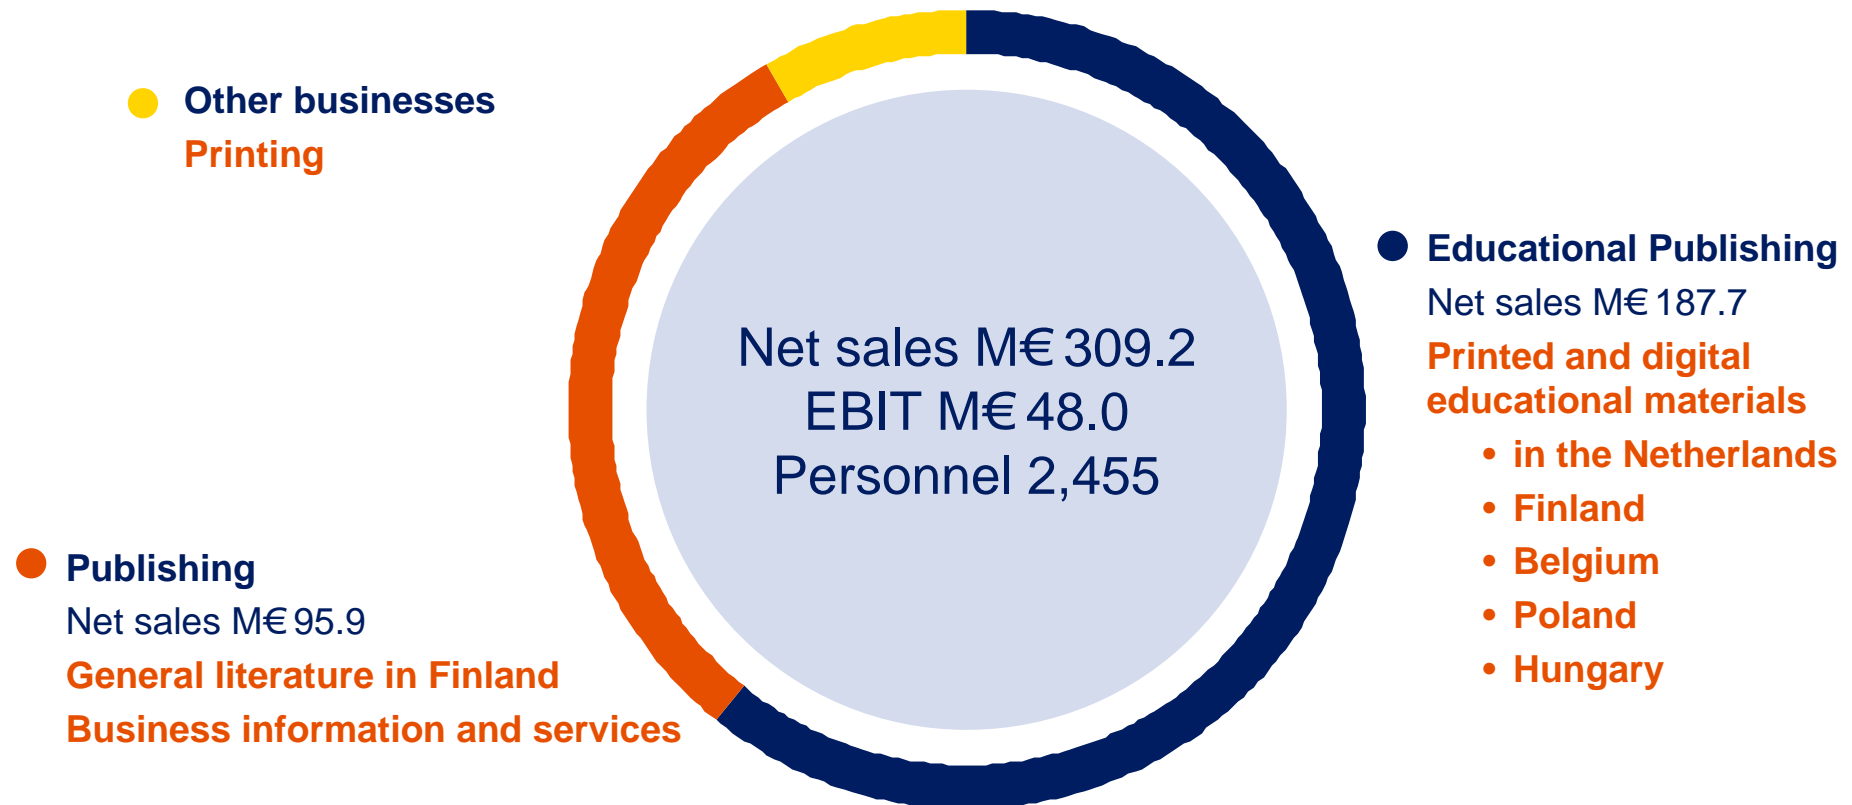 Other businesses
Printing
Net sales M€ 309.2
EBIT M€ 48.0
Personnel 2,455
Educational Publishing
Net sales M€ 187.7
Printed and digital
educational materials
• in the Netherlands
• Finland
• Belgium
• Poland
• Hungary
Publishing
Net sales M€ 95.9
General literature in Finland
Business information and services